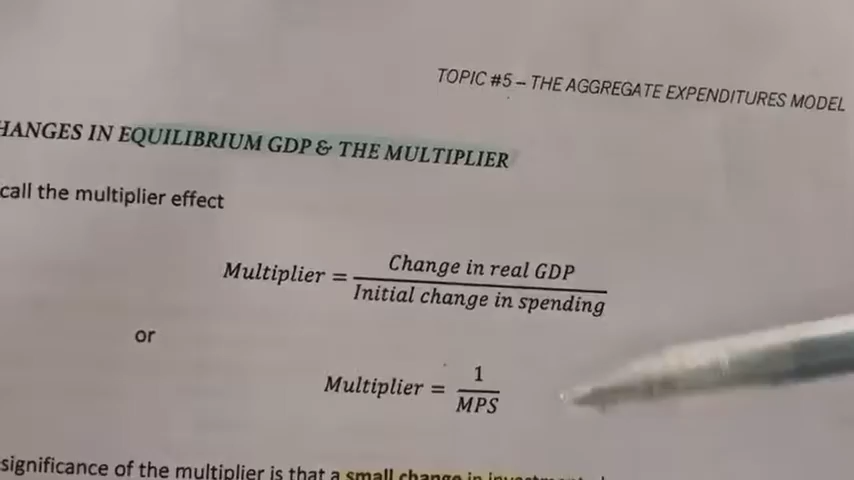 TOPIC #5 – THE AGGREGATE EXPENDITURES MODEL
HANGES IN EQUILIBRIUM GDP & THE MULTIPLIER
call the multiplier effect
Multiplier = Change in real GDP / Initial change in spending
or
Multiplier = 1 / MPS
significance of the multiplier is that a small change in